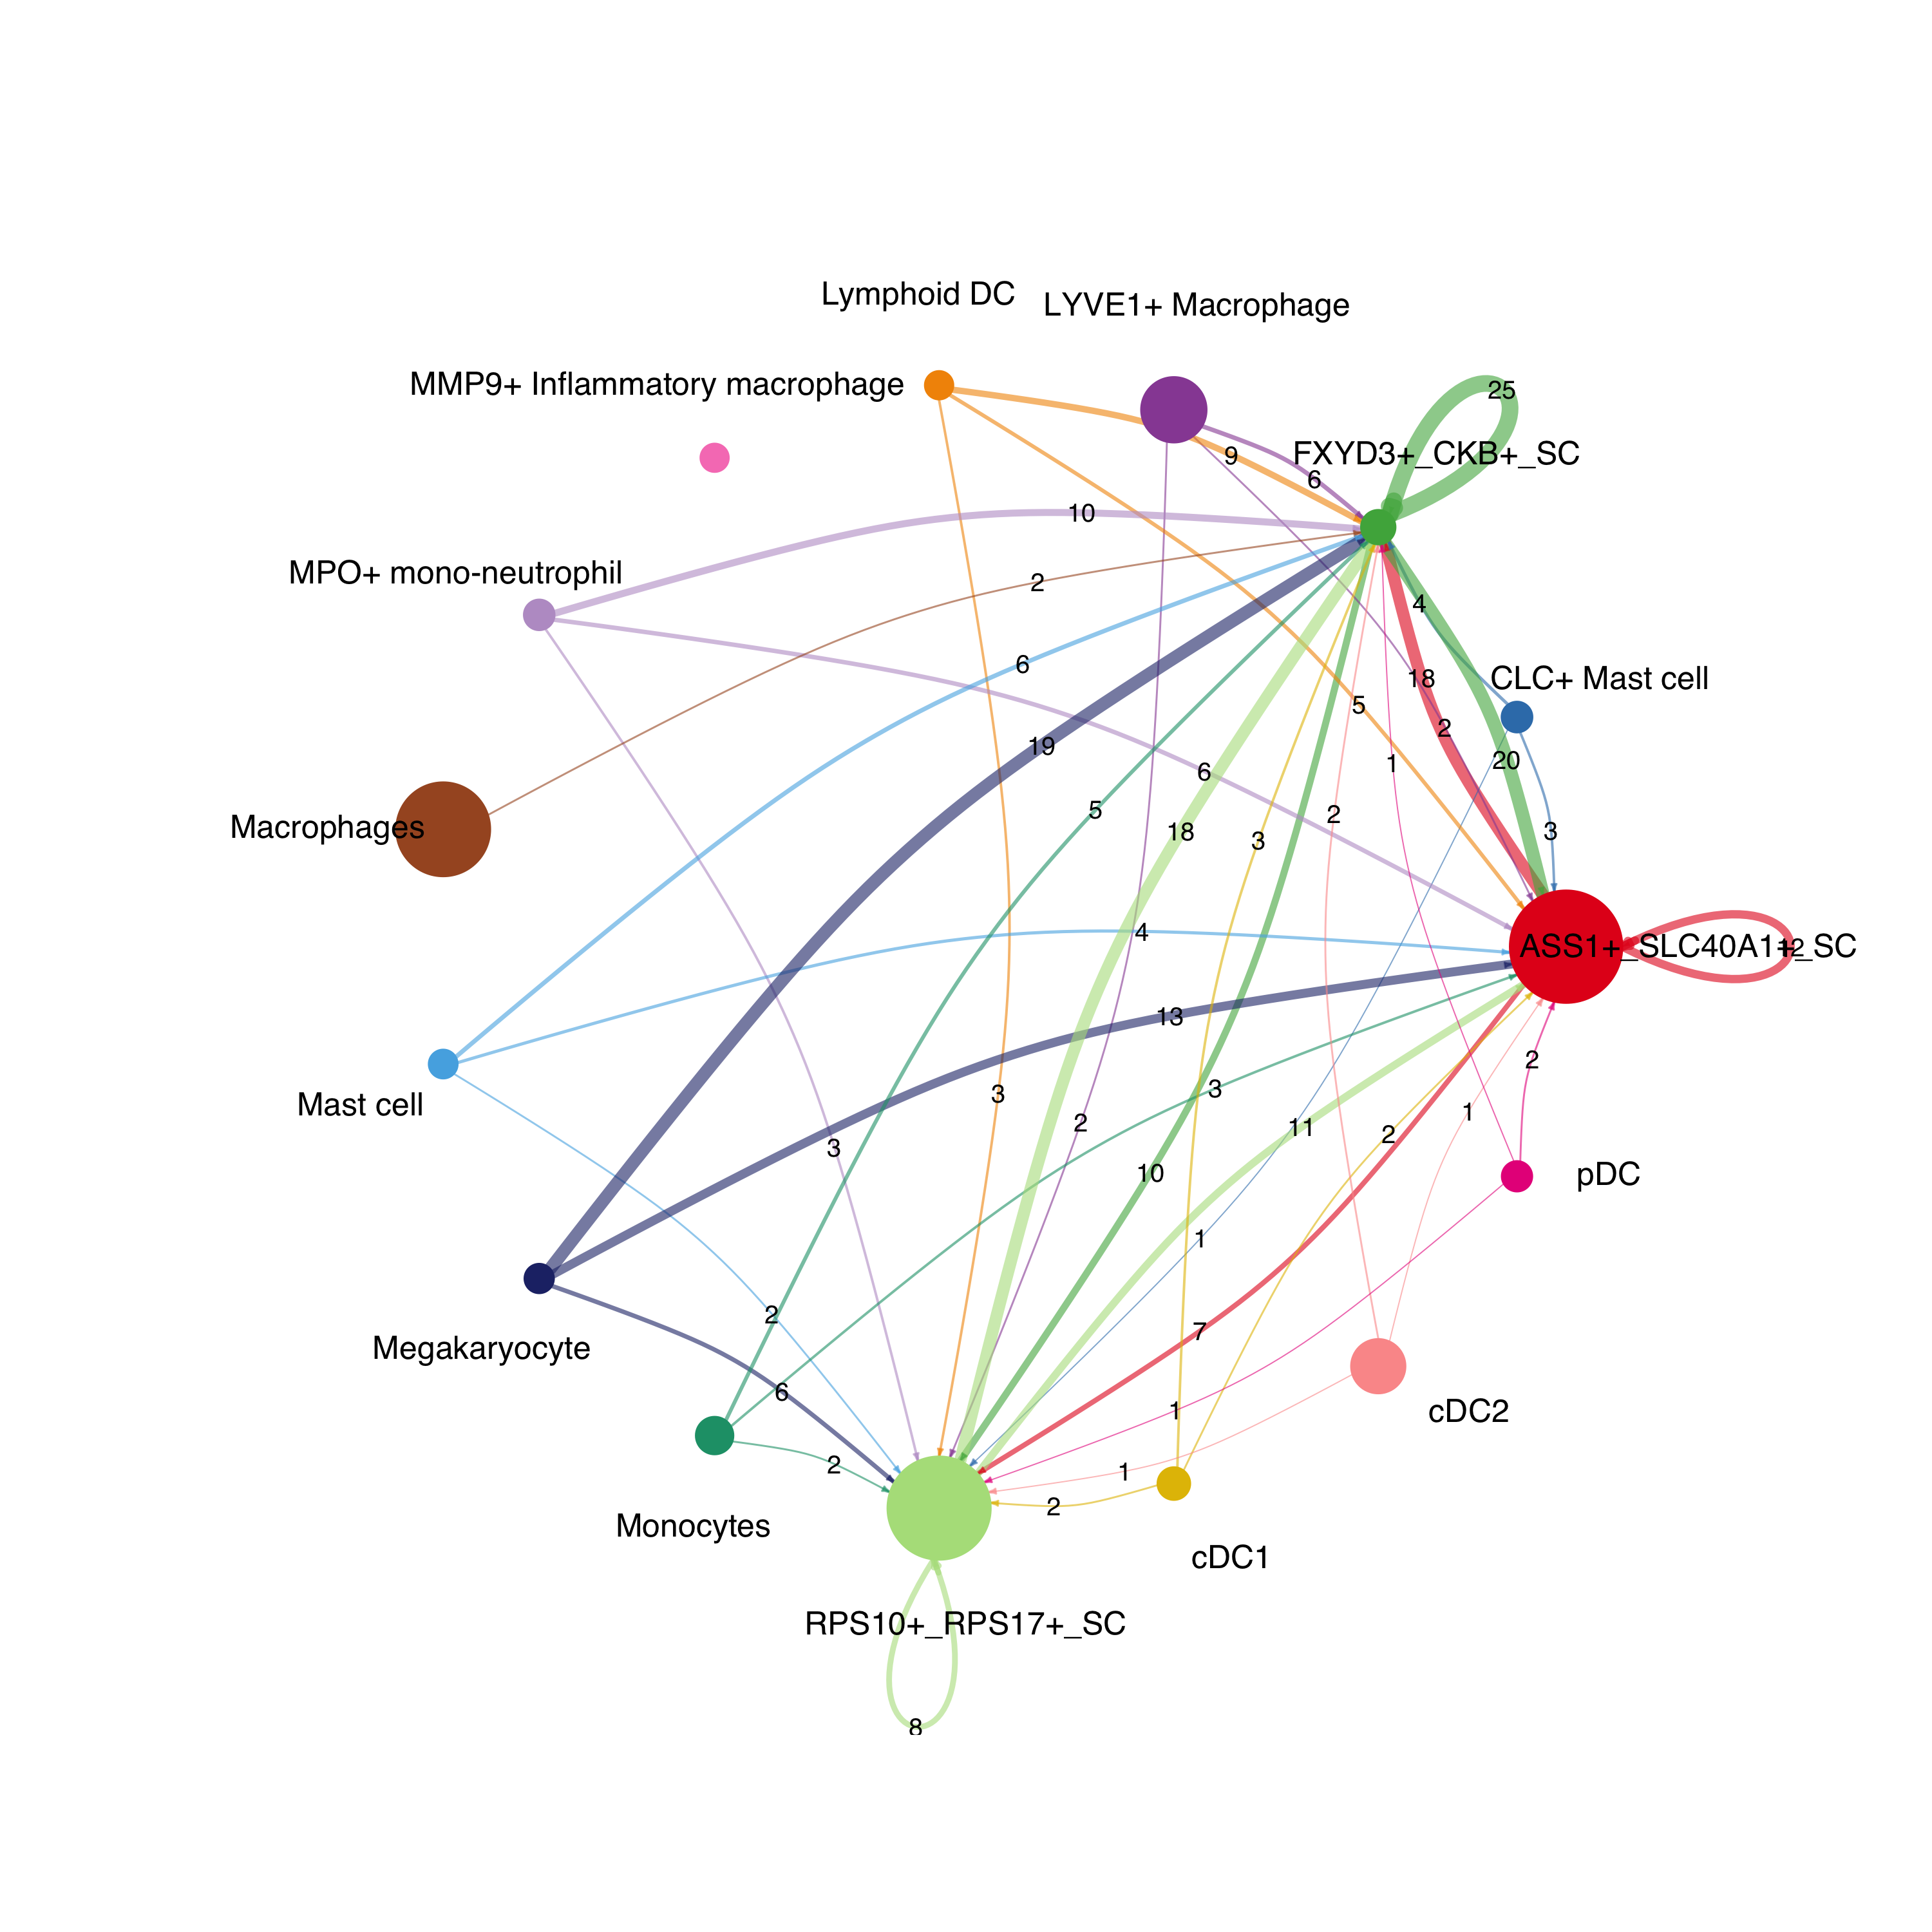 Lymphoid DC
LYVE1+ Macrophage
MMP9+ Inflammatory macrophage
25
FXYD3+_CKB+_SC
9
6
10
MPO+ mono-neutrophil
2
4
6
18
CLC+ Mast cell
5
2
19
20
1
6
5
2
Macrophages
18
3
3
4
ASS1+_SLC40A1+_SC
12
13
2
3
3
Mast cell
1
2
11
2
3
10
pDC
1
2
7
Megakaryocyte
6
1
cDC2
2
1
2
Monocytes
cDC1
RPS10+_RPS17+_SC
8